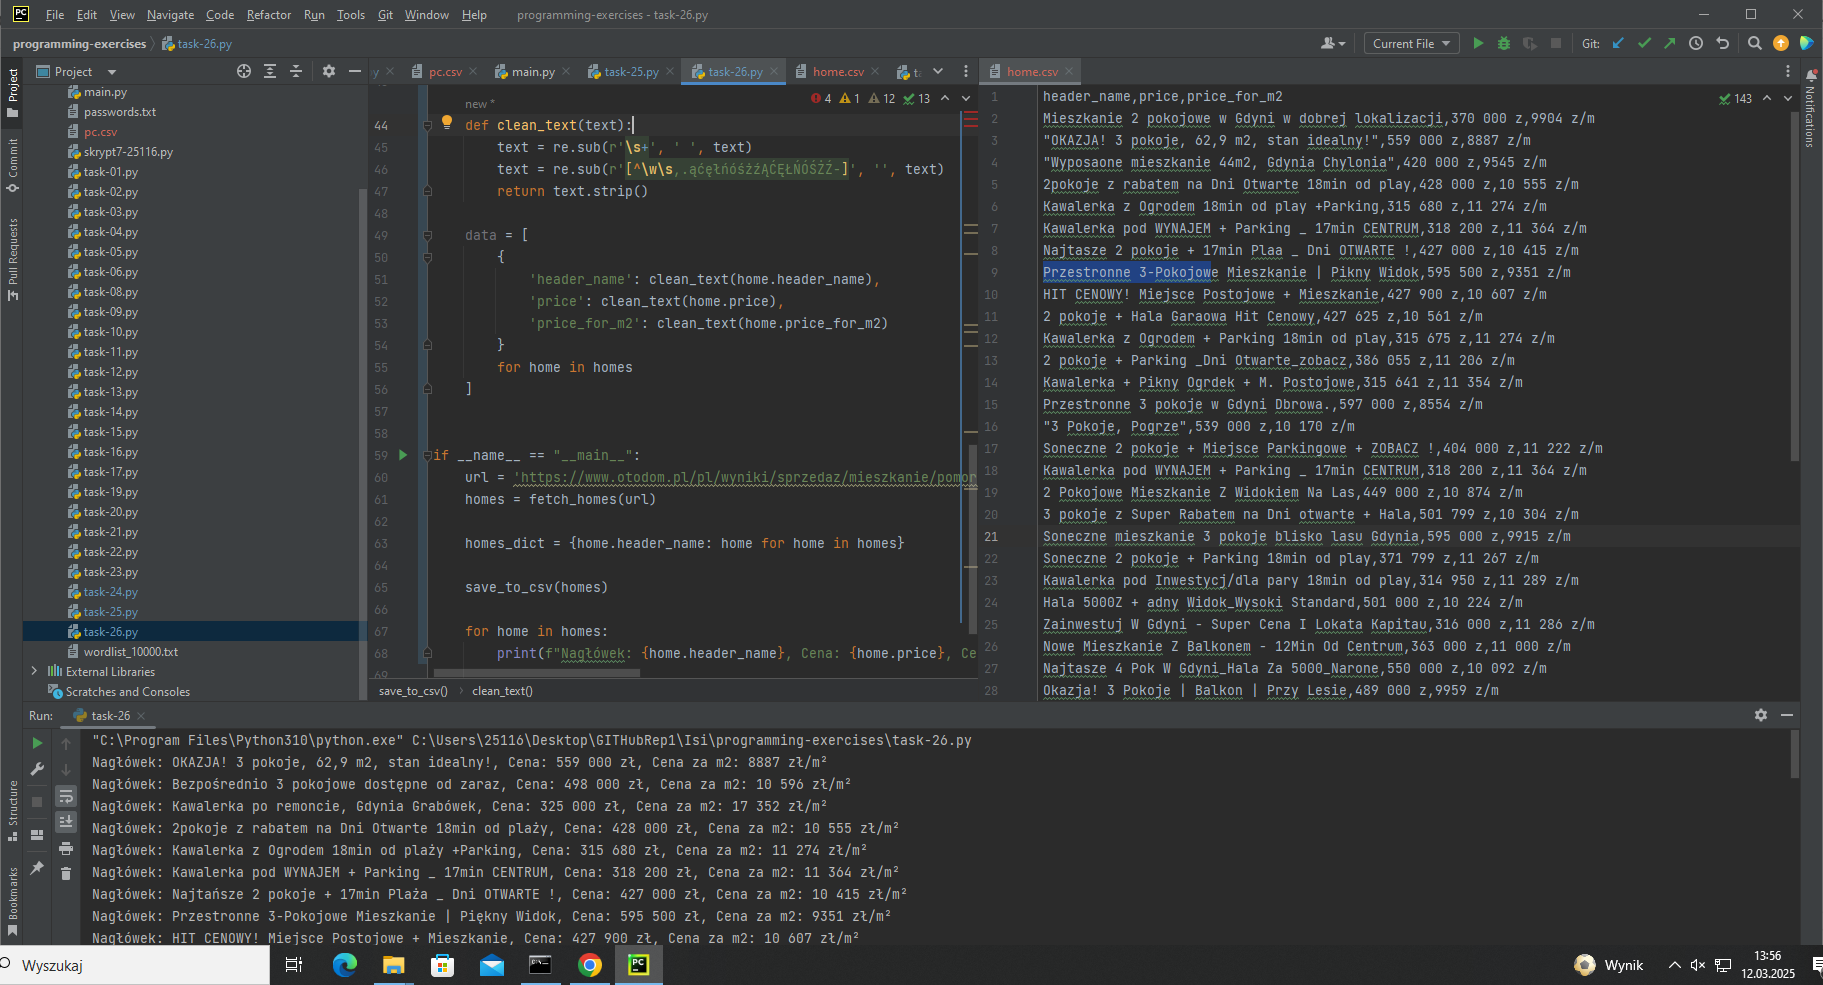 PC File Edit View Navigate Code Refactor Run Tools Git Window Help programming-exercises - task-26.py
programming-exercises task-26.py Current File Git:
Project
pc.csv main.py task-25.py task-26.py home.csv home.csv
main.py
passwords.txt
pc.csv
skrypt7-25116.py
task-01.py
task-02.py
task-03.py
task-04.py
task-05.py
task-06.py
task-08.py
task-09.py
task-10.py
task-11.py
task-12.py
task-13.py
task-14.py
task-15.py
task-16.py
task-17.py
task-19.py
task-20.py
task-21.py
task-22.py
task-23.py
task-24.py
task-25.py
task-26.py
wordlist_10000.txt
External Libraries
Scratches and Consoles
Project
Commit
Pull Requests
Structure
Bookmarks
Notifications
new *
4 1 12 13
44 def clean_text(text):
45 text = re.sub(r'\s+', ' ', text)
46 text = re.sub(r'[^\w\s,.ąćęłńóśżźĄĆĘŁŃÓŚŻŹ-]', '', text)
47 return text.strip()
48
49 data = [
50 {
51 'header_name': clean_text(home.header_name),
52 'price': clean_text(home.price),
53 'price_for_m2': clean_text(home.price_for_m2)
54 }
55 for home in homes
56 ]
57
58
59 if __name__ == "__main__":
60 url = 'https://www.otodom.pl/pl/wyniki/sprzedaz/mieszkanie/pomor
61 homes = fetch_homes(url)
62
63 homes_dict = {home.header_name: home for home in homes}
64
65 save_to_csv(homes)
66
67 for home in homes:
68 print(f"Nagłówek: {home.header_name}, Cena: {home.price}, Ce
69
save_to_csv() clean_text()
143
1 header_name,price,price_for_m2
2 Mieszkanie 2 pokojowe w Gdyni w dobrej lokalizacji,370 000 z,9904 z/m
3 "OKAZJA! 3 pokoje, 62,9 m2, stan idealny!",559 000 z,8887 z/m
4 "Wyposaone mieszkanie 44m2, Gdynia Chylonia",420 000 z,9545 z/m
5 2pokoje z rabatem na Dni Otwarte 18min od play,428 000 z,10 555 z/m
6 Kawalerka z Ogrodem 18min od play +Parking,315 680 z,11 274 z/m
7 Kawalerka pod WYNAJEM + Parking _ 17min CENTRUM,318 200 z,11 364 z/m
8 Najtasze 2 pokoje + 17min Plaa _ Dni OTWARTE !,427 000 z,10 415 z/m
9 Przestronne 3-Pokojowe Mieszkanie | Pikny Widok,595 500 z,9351 z/m
10 HIT CENOWY! Miejsce Postojowe + Mieszkanie,427 900 z,10 607 z/m
11 2 pokoje + Hala Garaowa Hit Cenowy,427 625 z,10 561 z/m
12 Kawalerka z Ogrodem + Parking 18min od play,315 675 z,11 274 z/m
13 2 pokoje + Parking _Dni Otwarte_zobacz,386 055 z,11 206 z/m
14 Kawalerka + Pikny Ogrdek + M. Postojowe,315 641 z,11 354 z/m
15 Przestronne 3 pokoje w Gdyni Dbrowa.,597 000 z,8554 z/m
16 "3 Pokoje, Pogrze",539 000 z,10 170 z/m
17 Soneczne 2 pokoje + Miejsce Parkingowe + ZOBACZ !,404 000 z,11 222 z/m
18 Kawalerka pod WYNAJEM + Parking _ 17min CENTRUM,318 200 z,11 364 z/m
19 2 Pokojowe Mieszkanie Z Widokiem Na Las,449 000 z,10 874 z/m
20 3 pokoje z Super Rabatem na Dni otwarte + Hala,501 799 z,10 304 z/m
21 Soneczne mieszkanie 3 pokoje blisko lasu Gdynia,595 000 z,9915 z/m
22 Soneczne 2 pokoje + Parking 18min od play,371 799 z,11 267 z/m
23 Kawalerka pod Inwestycj/dla pary 18min od play,314 950 z,11 289 z/m
24 Hala 5000Z + adny Widok_Wysoki Standard,501 000 z,10 224 z/m
25 Zainwestuj W Gdyni - Super Cena I Lokata Kapitau,316 000 z,11 286 z/m
26 Nowe Mieszkanie Z Balkonem - 12Min Od Centrum,363 000 z,11 000 z/m
27 Najtasze 4 Pok W Gdyni_Hala Za 5000_Narone,550 000 z,10 092 z/m
28 Okazja! 3 Pokoje | Balkon | Przy Lesie,489 000 z,9959 z/m
Run: task-26
"C:\Program Files\Python310\python.exe" C:\Users\25116\Desktop\GITHubRep1\Isi\programming-exercises\task-26.py
Nagłówek: OKAZJA! 3 pokoje, 62,9 m2, stan idealny!, Cena: 559 000 zł, Cena za m2: 8887 zł/m²
Nagłówek: Bezpośrednio 3 pokojowe dostępne od zaraz, Cena: 498 000 zł, Cena za m2: 10 596 zł/m²
Nagłówek: Kawalerka po remoncie, Gdynia Grabówek, Cena: 325 000 zł, Cena za m2: 17 352 zł/m²
Nagłówek: 2pokoje z rabatem na Dni Otwarte 18min od plaży, Cena: 428 000 zł, Cena za m2: 10 555 zł/m²
Nagłówek: Kawalerka z Ogrodem 18min od plaży +Parking, Cena: 315 680 zł, Cena za m2: 11 274 zł/m²
Nagłówek: Kawalerka pod WYNAJEM + Parking _ 17min CENTRUM, Cena: 318 200 zł, Cena za m2: 11 364 zł/m²
Nagłówek: Najtańsze 2 pokoje + 17min Plaża _ Dni OTWARTE !, Cena: 427 000 zł, Cena za m2: 10 415 zł/m²
Nagłówek: Przestronne 3-Pokojowe Mieszkanie | Piękny Widok, Cena: 595 500 zł, Cena za m2: 9351 zł/m²
Nagłówek: HIT CENOWY! Miejsce Postojowe + Mieszkanie, Cena: 427 900 zł, Cena za m2: 10 607 zł/m²
Wyszukaj
PC
Wynik
13:56
12.03.2025